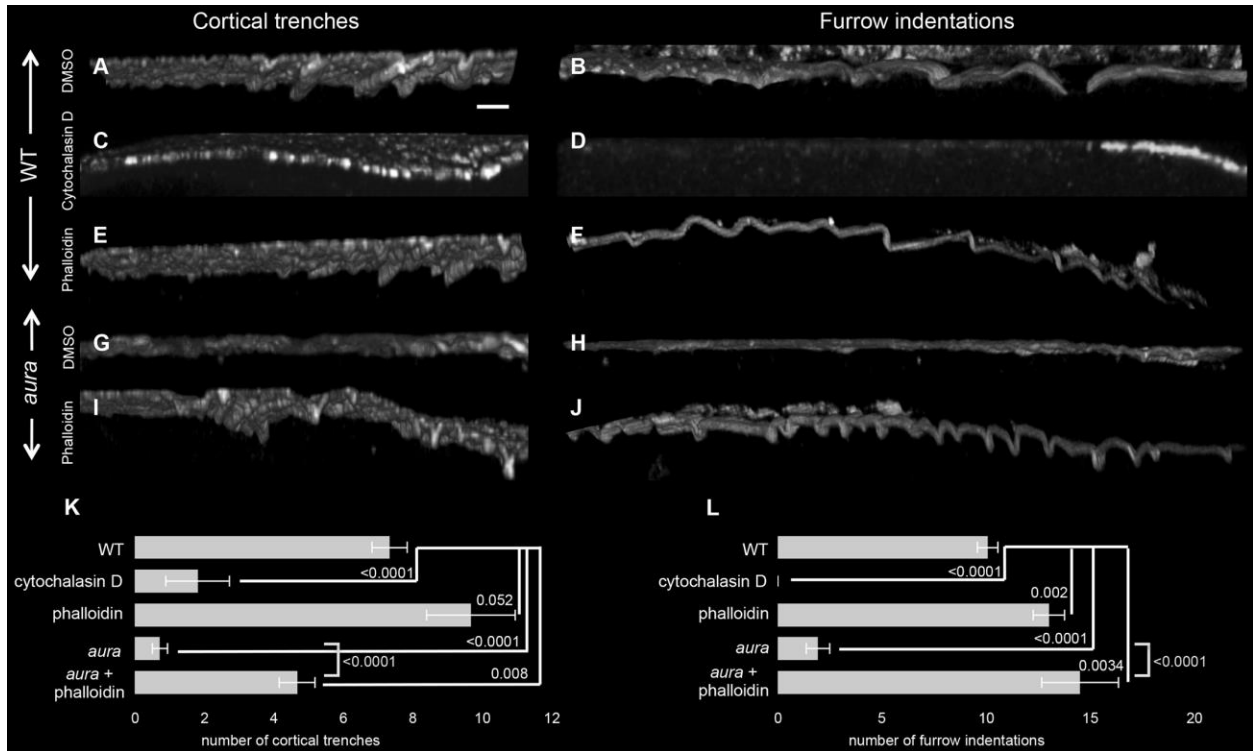 Cortical trenches
Furrow indentations
WT
aura
DMSO
Cytochalasin D
Phalloidin
DMSO
Phalloidin
A
B
C
D
E
F
G
H
I
J
K
WT
cytochalasin D
phalloidin
aura
aura +
phalloidin
<0.0001
0.052
<0.0001
<0.0001
0.008
0 2 4 6 8 10 12
number of cortical trenches
L
WT
cytochalasin D
phalloidin
aura
aura +
phalloidin
<0.0001
0.002
<0.0001
0.0034
<0.0001
0 5 10 15 20
number of furrow indentations